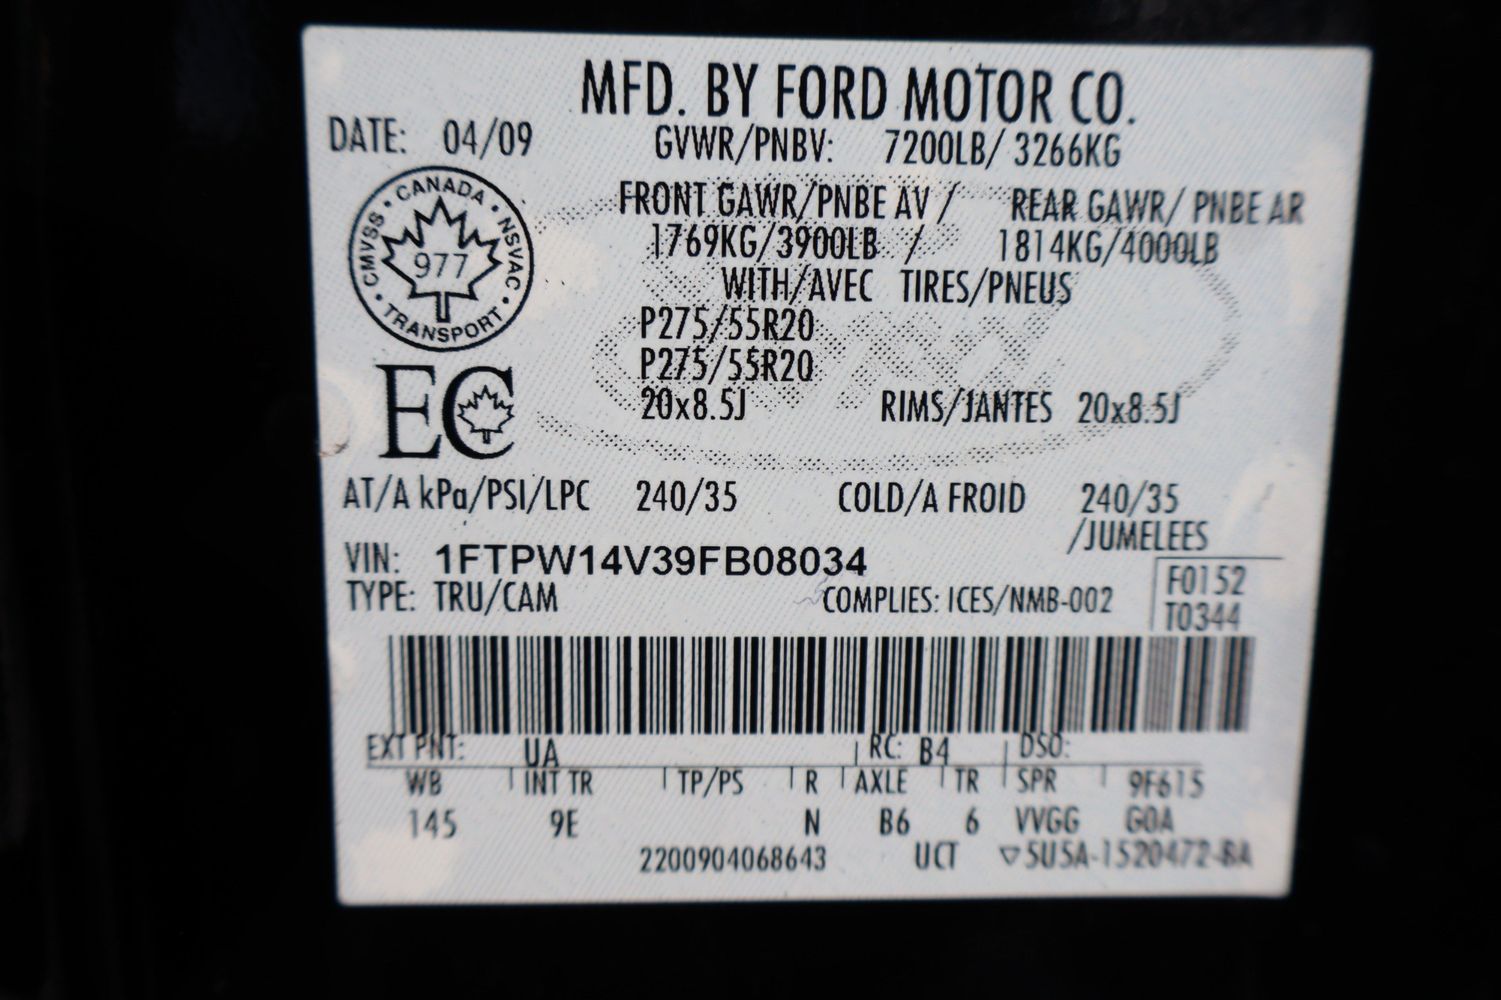 MFD. BY FORD MOTOR CO.
DATE: 04/09
GVWR/PNBV: 7200LB/ 3266KG
CANADA • NSVAC • TRANSPORT • CMVSS •
977
FRONT GAWR/PNBE AV / REAR GAWR/ PNBE AR
1769KG/3900LB / 1814KG/4000LB
WITH/AVEC TIRES/PNEUS
P275/55R20
P275/55R20
20x8.5J RIMS/JANTES 20x8.5J
EC
AT/A kPa/PSI/LPC 240/35 COLD/A FROID 240/35
/JUMELEES
VIN: 1FTPW14V39FB08034
TYPE: TRU/CAM COMPLIES: ICES/NMB-002
F0152
T0344
EXT PNT: UA RC: B4 DSO:
WB INT TR TP/PS R AXLE TR SPR 9F615
145 9E N B6 6 VVGG GOA
2200904068643 UCT ▽5U5A-1520472-BA